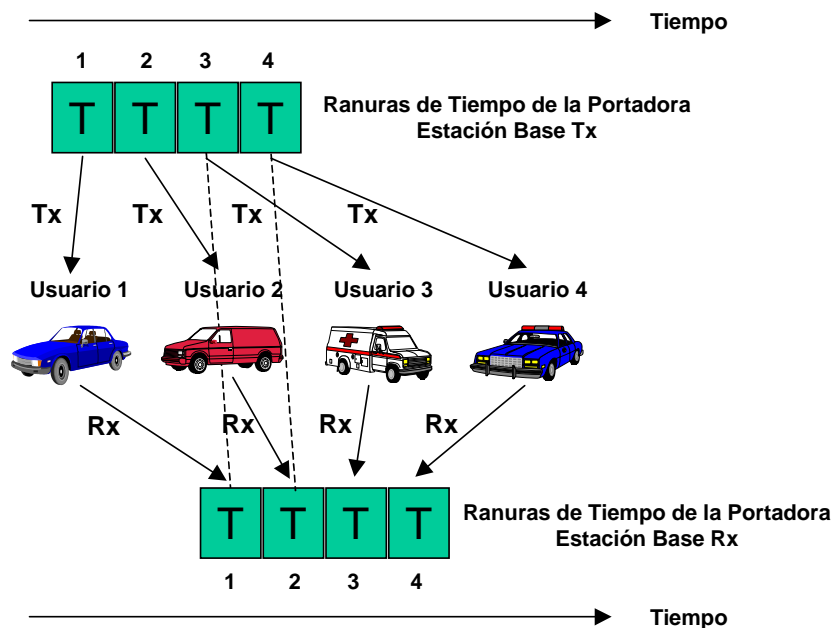 Tiempo
1 2 3 4
T T T T
Ranuras de Tiempo de la Portadora
Estación Base Tx
Tx Tx Tx Tx
Usuario 1 Usuario 2 Usuario 3 Usuario 4
Rx Rx Rx Rx
T T T T
Ranuras de Tiempo de la Portadora
Estación Base Rx
1 2 3 4
Tiempo